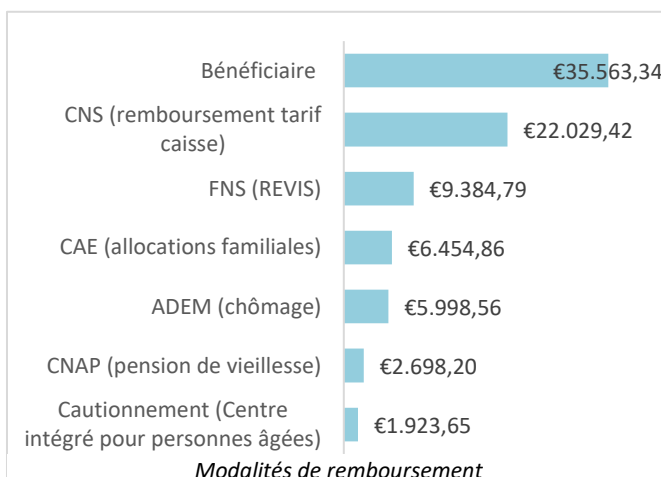 Bénéficiaire €35.563,34
CNS (remboursement tarif
caisse) €22.029,42
FNS (REVIS) €9.384,79
CAE (allocations familiales) €6.454,86
ADEM (chômage) €5.998,56
CNAP (pension de vieillesse) €2.698,20
Cautionnement (Centre
intégré pour personnes âgées) €1.923,65
Modalités de remboursement